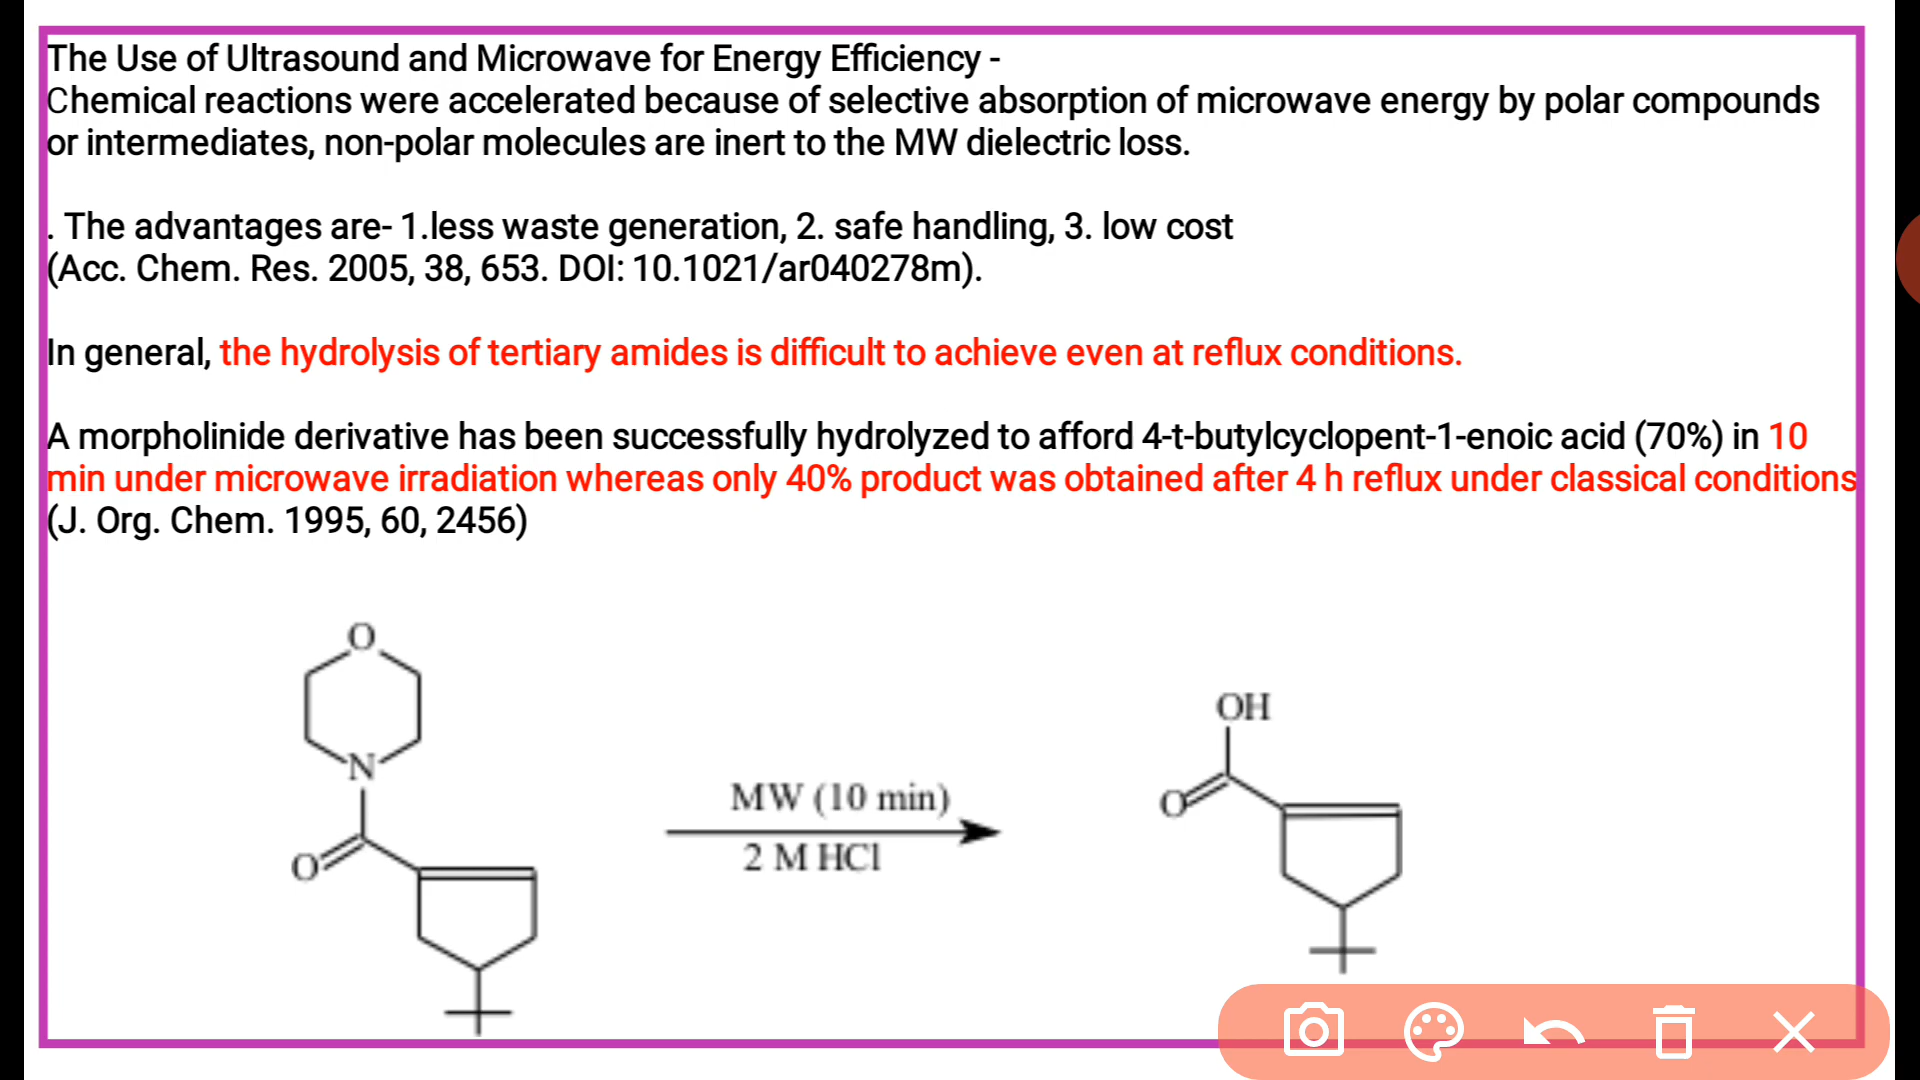 The Use of Ultrasound and Microwave for Energy Efficiency -
Chemical reactions were accelerated because of selective absorption of microwave energy by polar compounds
or intermediates, non-polar molecules are inert to the MW dielectric loss.
. The advantages are- 1.less waste generation, 2. safe handling, 3. low cost
(Acc. Chem. Res. 2005, 38, 653. DOI: 10.1021/ar040278m).
In general, the hydrolysis of tertiary amides is difficult to achieve even at reflux conditions.
A morpholinide derivative has been successfully hydrolyzed to afford 4-t-butylcyclopent-1-enoic acid (70%) in 10
min under microwave irradiation whereas only 40% product was obtained after 4 h reflux under classical conditions
(J. Org. Chem. 1995, 60, 2456)
O
N
O
MW (10 min)
2 M HCl
OH
O